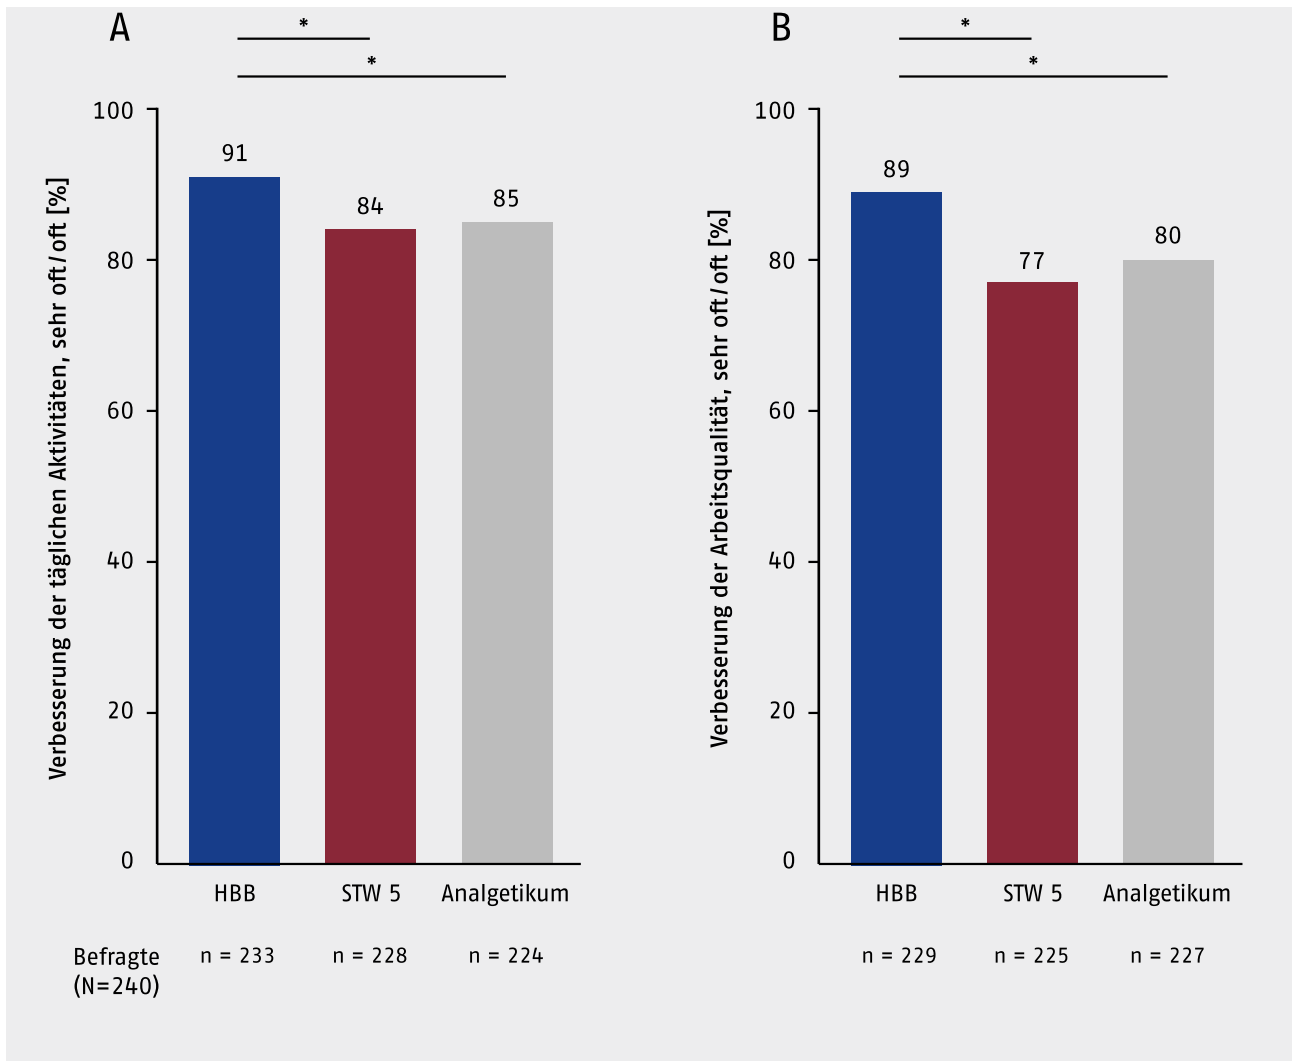 A
*
*
Verbesserung der täglichen Aktivitäten, sehr oft/oft [%]
100
80
60
40
20
0
91
84
85
HBB
STW 5
Analgetikum
Befragte
(N=240)
n = 233
n = 228
n = 224
B
*
*
Verbesserung der Arbeitsqualität, sehr oft/oft [%]
100
80
60
40
20
0
89
77
80
HBB
STW 5
Analgetikum
n = 229
n = 225
n = 227